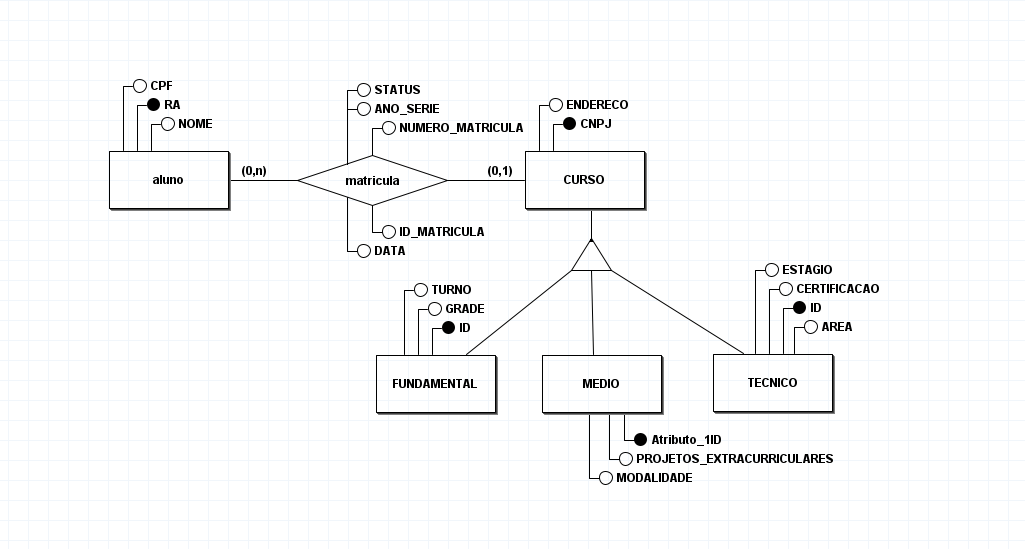 CPF
RA
NOME
aluno
(0,n)
STATUS
ANO_SERIE
NUMERO_MATRICULA
matricula
ID_MATRICULA
DATA
(0,1)
ENDERECO
CNPJ
CURSO
TURNO
GRADE
ID
FUNDAMENTAL
MEDIO
Atributo_1ID
PROJETOS_EXTRACURRICULARES
MODALIDADE
ESTAGIO
CERTIFICACAO
ID
AREA
TECNICO